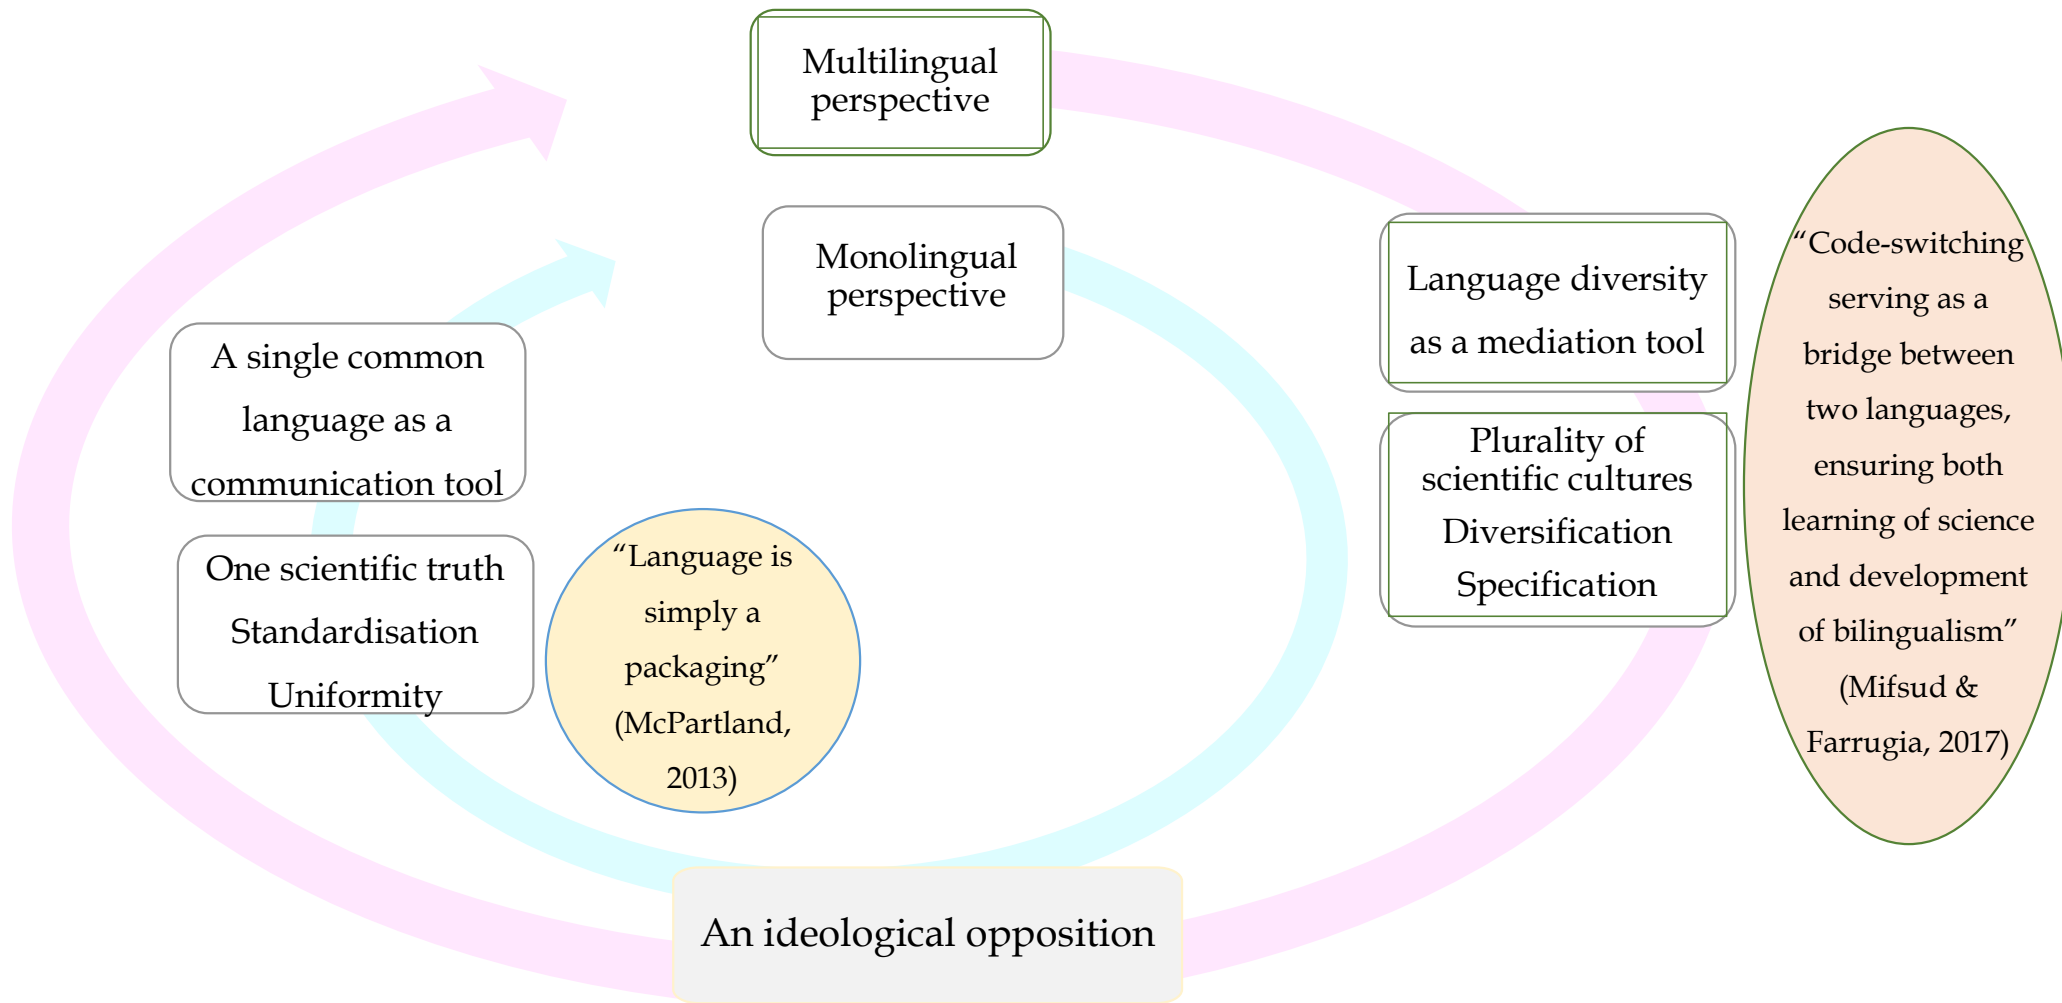 Multilingual
perspective
Monolingual
perspective
A single common
language as a
communication tool
One scientific truth
Standardisation
Uniformity
“Language is
simply a
packaging”
(McPartland,
2013)
Language diversity
as a mediation tool
Plurality of
scientific cultures
Diversification
Specification
“Code-switching
serving as a
bridge between
two languages,
ensuring both
learning of science
and development
of bilingualism”
(Mifsud &
Farrugia, 2017)
An ideological opposition